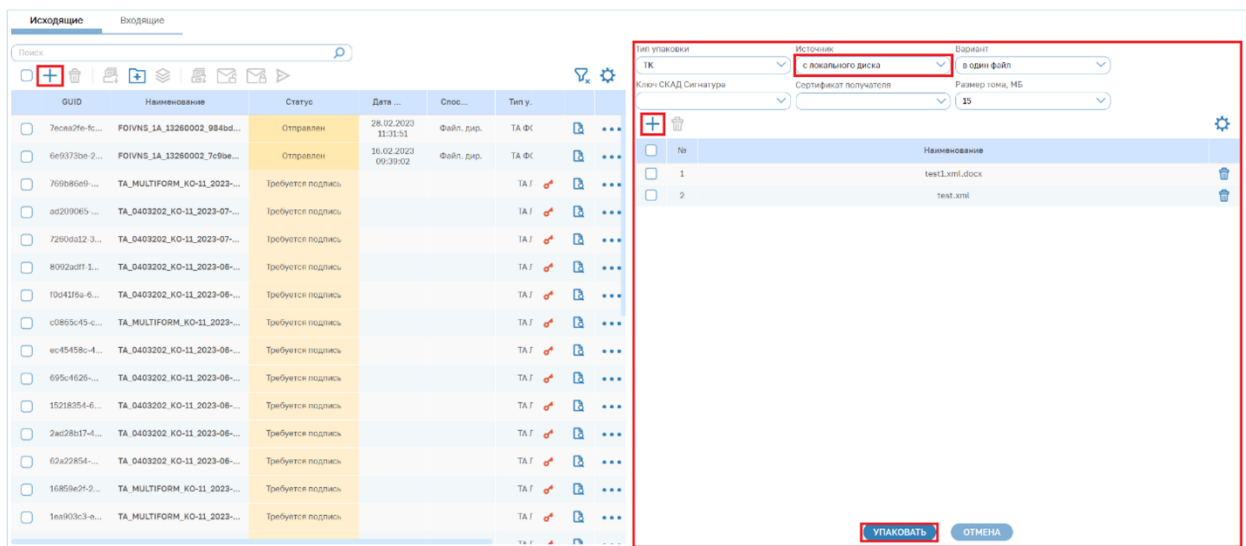 Исходящие Входящие
Поиск
GUID Наименование Статус Дата ... Спос... Тип у.
7ecea2fe-fc... FOIVNS_1A_13260002_984bd... Отправлен 28.02.2023 11:31:51 Файл. дир. ТА ФС
6e9373be-2... FOIVNS_1A_13260002_7c9be... Отправлен 16.02.2023 09:39:02 Файл. дир. ТА ФС
769b86e9-... TA_MULTIFORM_KO-11_2023-... Требуется подпись
ad209065-... TA_0403202_KO-11_2023-07-... Требуется подпись
7260da12-3... TA_0403202_KO-11_2023-07-... Требуется подпись
8092adff-1... TA_0403202_KO-11_2023-06-... Требуется подпись
f0d41f6a-6... TA_0403202_KO-11_2023-06-... Требуется подпись
c0865c45-c... TA_MULTIFORM_KO-11_2023-... Требуется подпись
ec45458c-4... TA_0403202_KO-11_2023-06-... Требуется подпись
695c4626-... TA_0403202_KO-11_2023-06-... Требуется подпись
15218354-6... TA_0403202_KO-11_2023-06-... Требуется подпись
2ad28b17-4... TA_0403202_KO-11_2023-06-... Требуется подпись
62a22854-... TA_0403202_KO-11_2023-06-... Требуется подпись
16859e2f-2... TA_MULTIFORM_KO-11_2023-... Требуется подпись
1ea903c3-e... TA_MULTIFORM_KO-11_2023-... Требуется подпись
Тип упаковки Источник Вариант
ТК с локального диска в один файл
Ключ СКАД Сигнатура Сертификат получателя Размер тома, МБ
15
№ Наименование
1 test1.xml.docx
2 test.xml
УПАКОВАТЬ ОТМЕНА